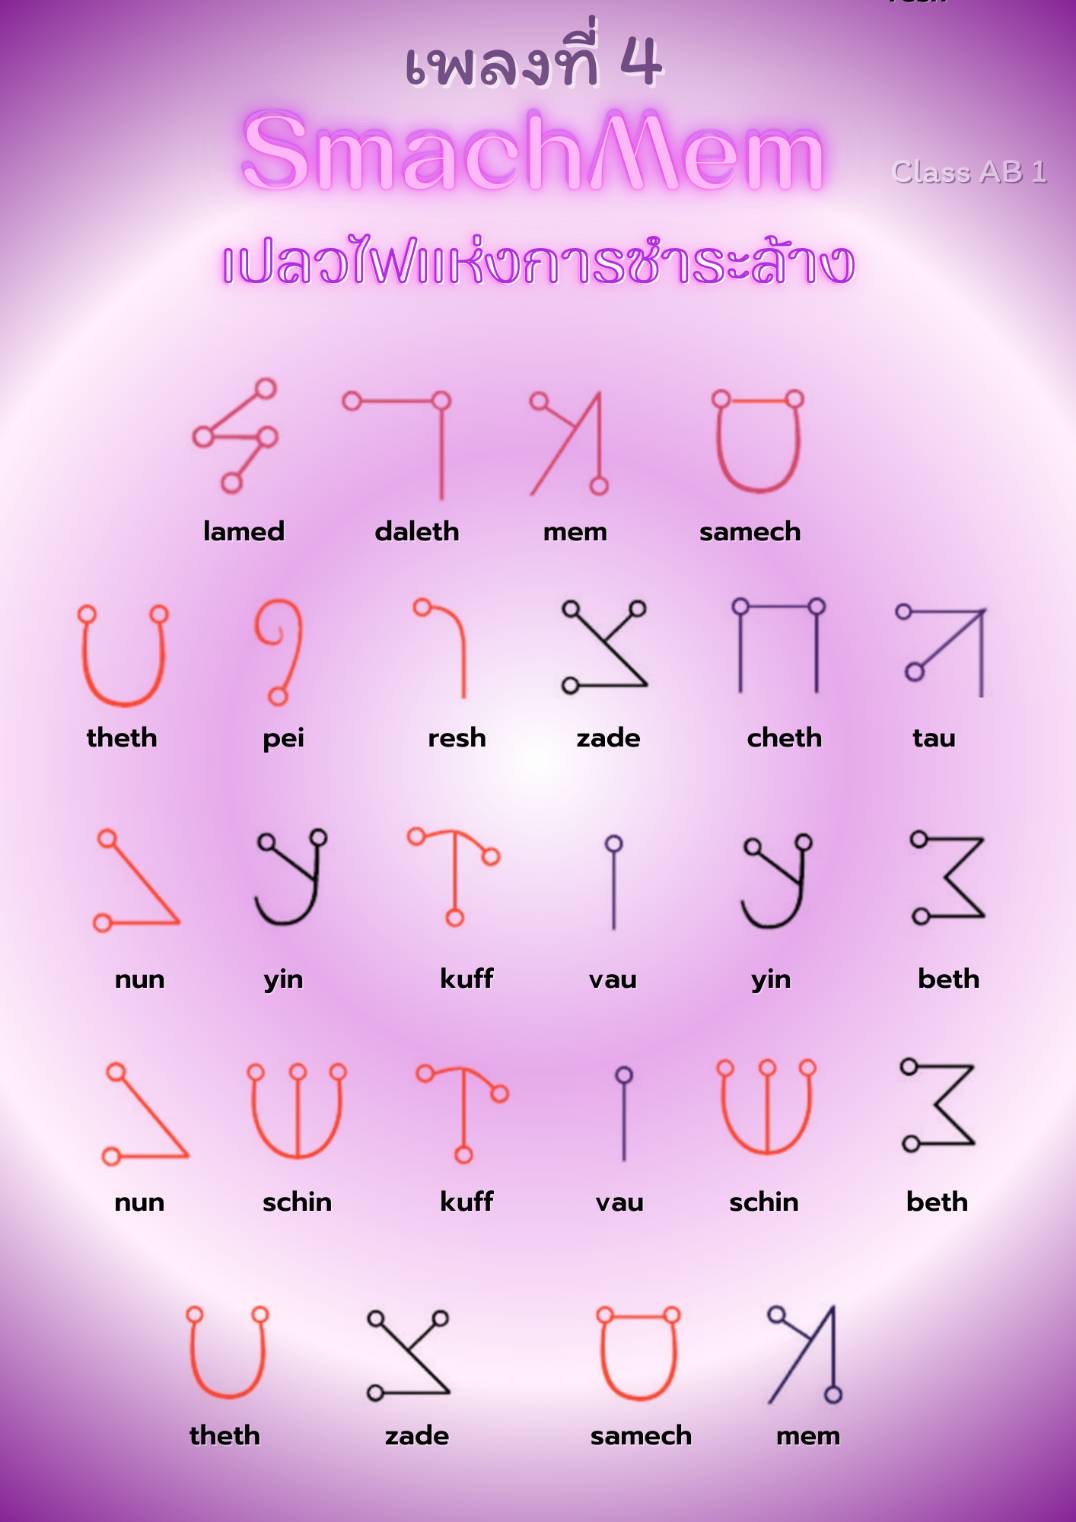 เพลงที่ 4
SmachMem
Class AB 1
เปลวไฟแห่งการชำระล้าง
lamed daleth mem samech
theth pei resh zade cheth tau
nun yin kuff vau yin beth
nun schin kuff vau schin beth
theth zade samech mem